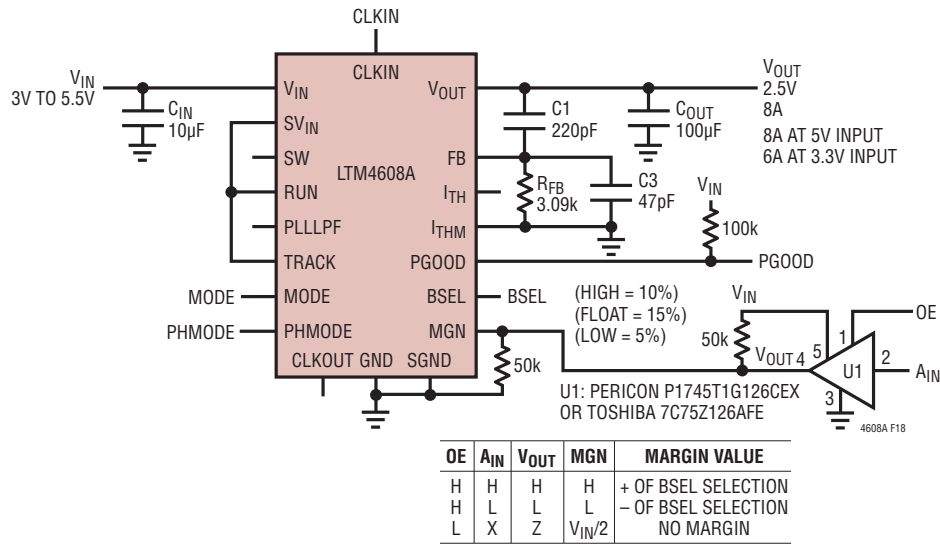 CLKIN
V_IN
3V TO 5.5V
C_IN
10µF
CLKIN
V_IN
SV_IN
SW
RUN
PLLLPF
TRACK
MODE
PHMODE
CLKOUT GND SGND
LTM4608A
V_OUT
FB
I_TH
I_THM
PGOOD
BSEL
MGN
MODE
PHMODE
C1
220pF
C_OUT
100µF
V_OUT
2.5V
8A
8A AT 5V INPUT
6A AT 3.3V INPUT
R_FB
3.09k
C3
47pF
V_IN
100k
PGOOD
BSEL
(HIGH = 10%)
(FLOAT = 15%)
(LOW = 5%)
50k
V_IN
50k
V_OUT 4
5
1
2
3
U1
OE
A_IN
U1: PERICON P1745T1G126CEX
OR TOSHIBA 7C75Z126AFE
4608A F18
OE A_IN V_OUT MGN MARGIN VALUE
H H H H + OF BSEL SELECTION
H L L L – OF BSEL SELECTION
L X Z V_IN/2 NO MARGIN